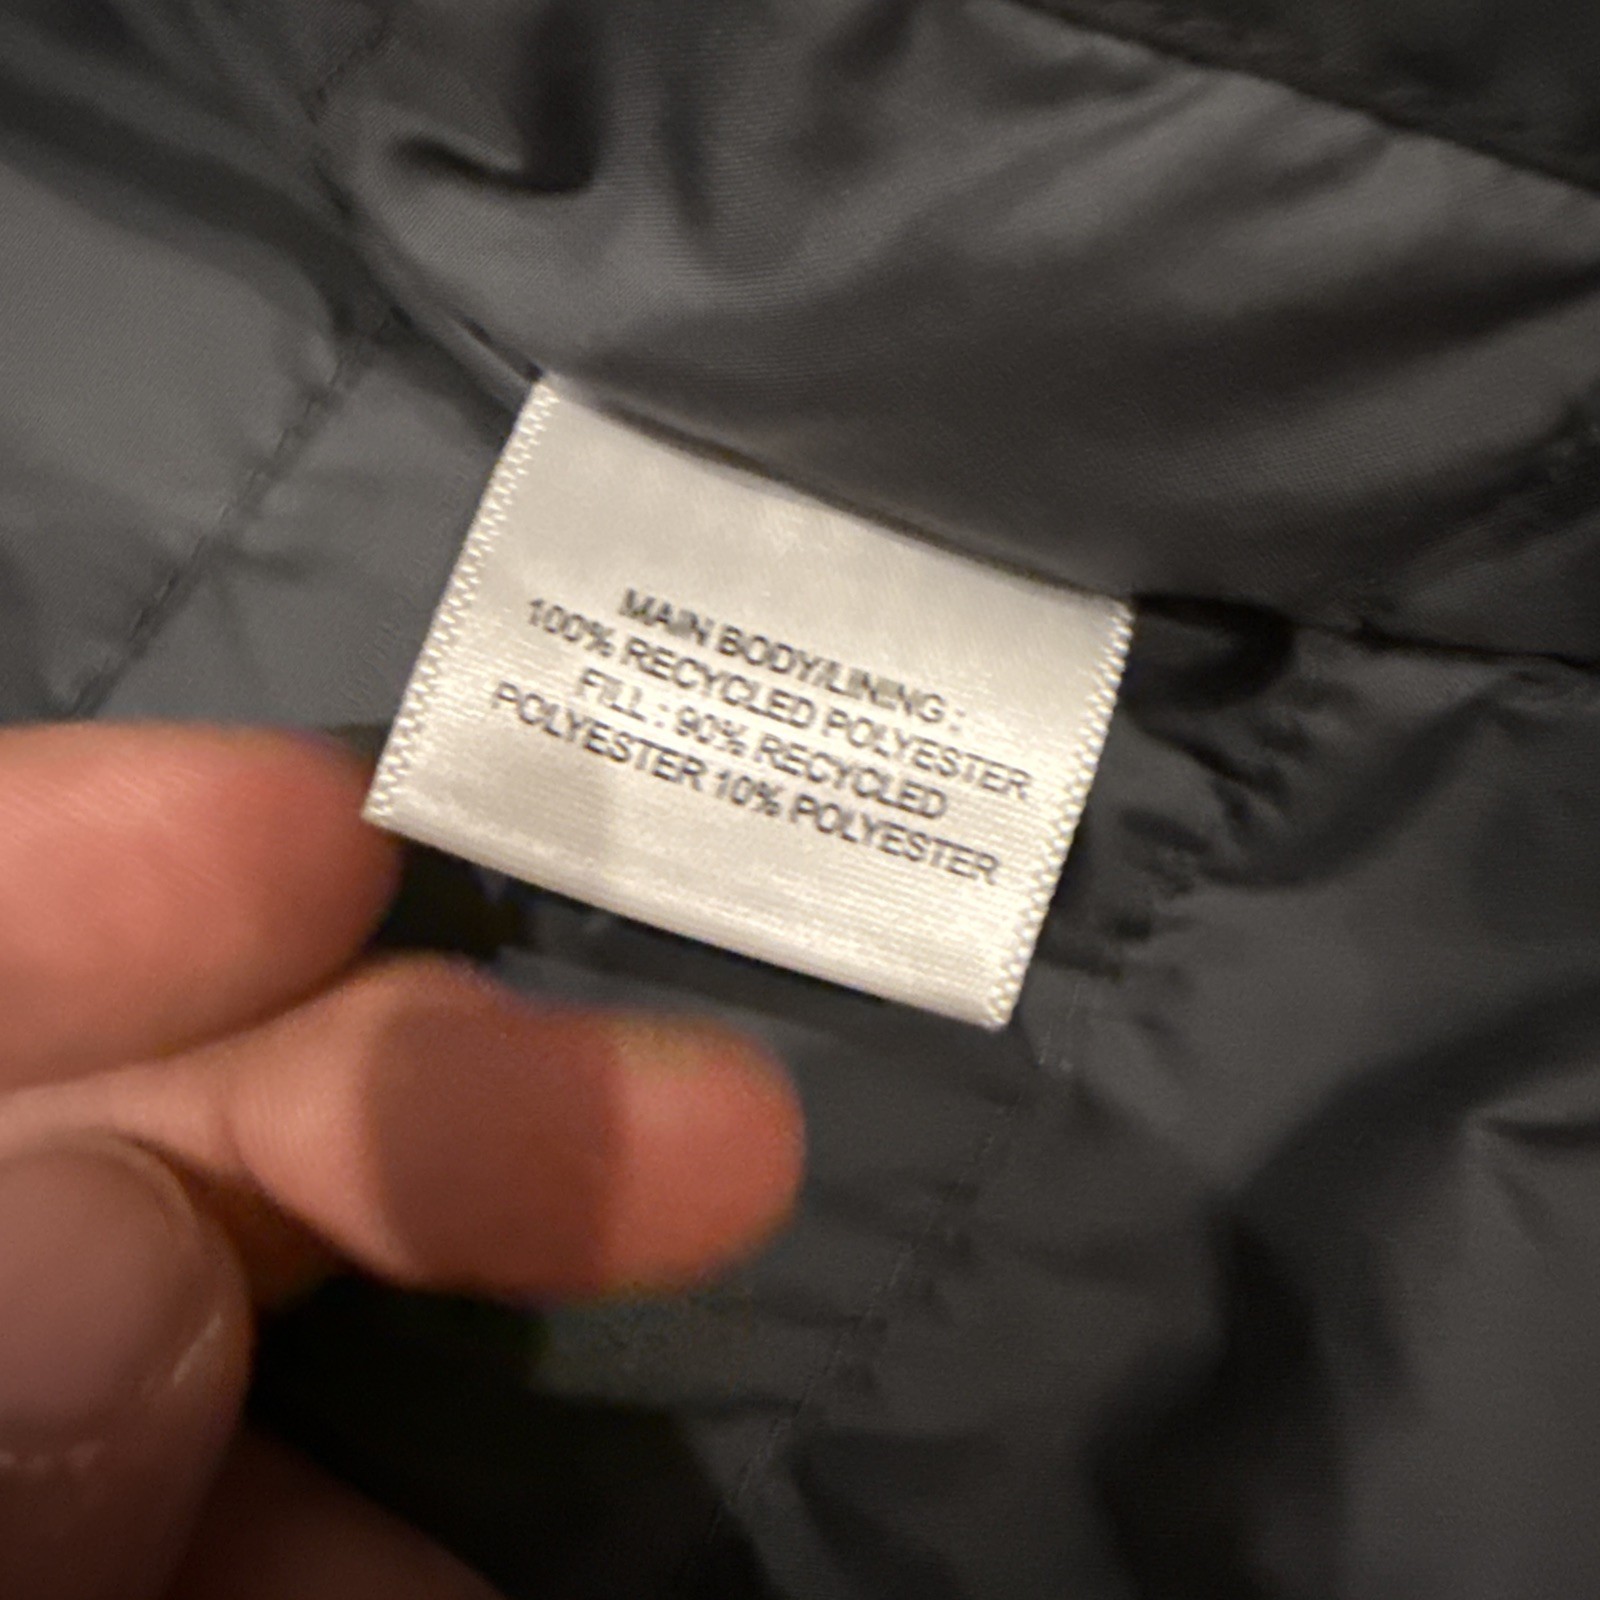 MAIN BODY/LINING :
100% RECYCLED POLYESTER
FILL : 90% RECYCLED
POLYESTER 10% POLYESTER